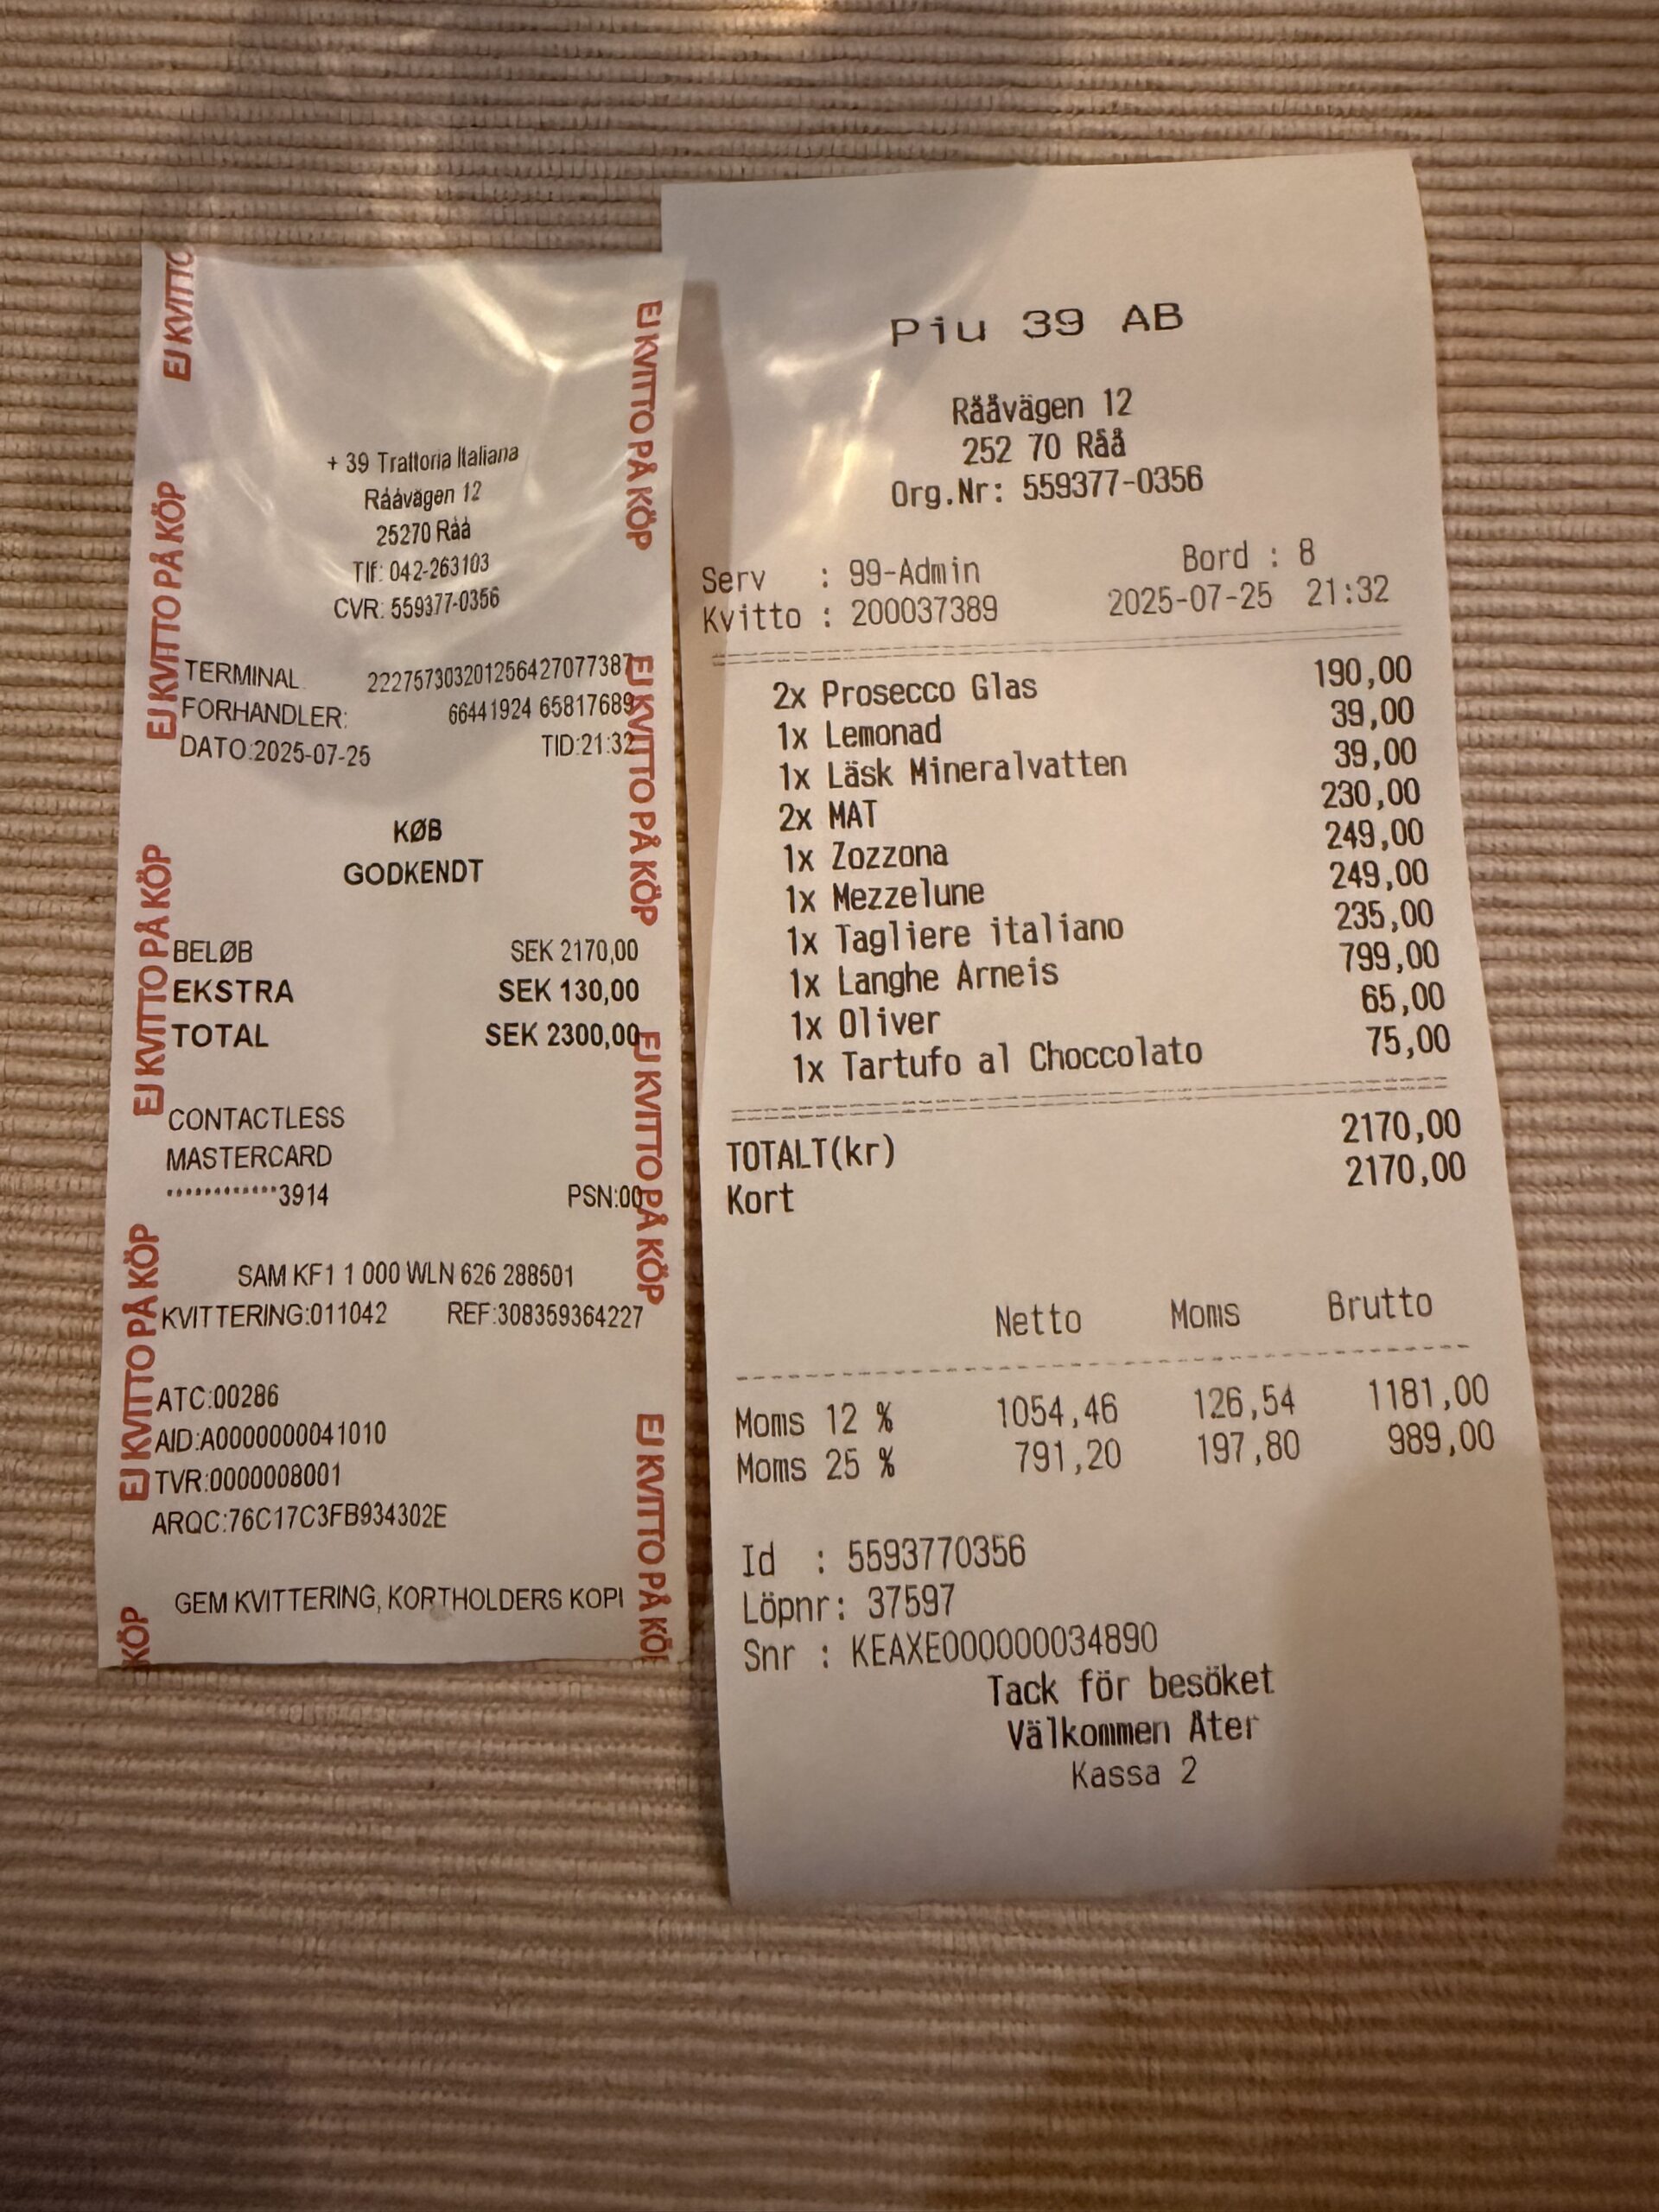 + 39 Trattoria Italiana
Rååvägen 12
25270 Råå
Tlf: 042-263103
CVR: 559377-0356
TERMINAL. 222757303201256427077387
FORHANDLER: 66441924 65817689
DATO:2025-07-25 TID:21:32
KØB
GODKENDT
BELØB SEK 2170,00
EKSTRA SEK 130,00
TOTAL SEK 2300,00
CONTACTLESS
MASTERCARD
************3914 PSN:00
SAM KF1 1 000 WLN 626 288501
KVITTERING:011042 REF:308359364227
ATC:00286
AID:A0000000041010
TVR:0000008001
ARQC:76C17C3FB934302E
GEM KVITTERING, KORTHOLDERS KOPI
EJ KVITTO
EJ KVITTO PÅ KÖP
EJ KVITTO PÅ KÖP
EJ KVITTO PÅ KÖP
KÖP
EJ KVITTO PÅ KÖP
EJ KVITTO PÅ KÖP
EJ KVITTO PÅ KÖP
EJ KVITTO PÅ KÖP
Piu 39 AB
Rååvägen 12
252 70 Råå
Org.Nr: 559377-0356
Serv : 99-Admin Bord : 8
Kvitto : 200037389 2025-07-25 21:32
2x Prosecco Glas 190,00
1x Lemonad 39,00
1x Läsk Mineralvatten 39,00
2x MAT 230,00
1x Zozzona 249,00
1x Mezzelune 249,00
1x Tagliere italiano 235,00
1x Langhe Arneis 799,00
1x Oliver 65,00
1x Tartufo al Choccolato 75,00
TOTALT(kr) 2170,00
Kort 2170,00
Netto Moms Brutto
Moms 12 % 1054,46 126,54 1181,00
Moms 25 % 791,20 197,80 989,00
Id : 5593770356
Löpnr: 37597
Snr : KEAXE000000034890
Tack för besöket
Välkommen Åter
Kassa 2